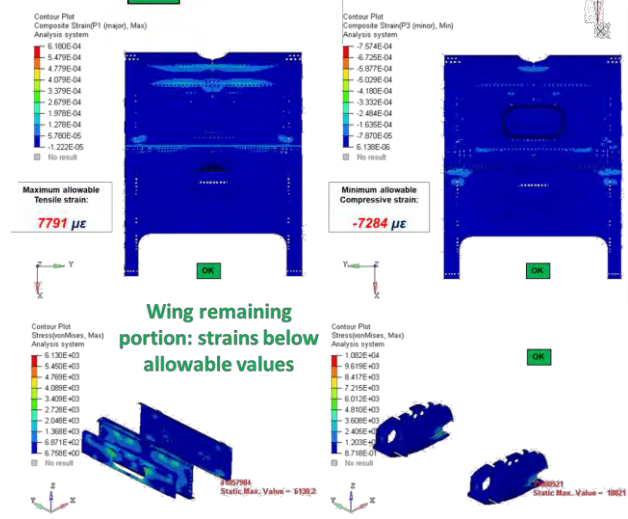 Contour Plot
Composite Strain(P1 (major), Max)
Analysis system
6.180E-04
5.479E-04
4.779E-04
4.079E-04
3.379E-04
2.679E-04
1.978E-04
1.278E-04
5.780E-05
-1.222E-05
No result
Maximum allowable
Tensile strain:
7791 µε
Z
Y
X
OK
Contour Plot
Composite Strain(P3 (minor), Min)
Analysis system
-7.574E-04
-6.725E-04
-5.877E-04
-5.029E-04
-4.180E-04
-3.332E-04
-2.484E-04
-1.635E-04
-7.870E-05
6.138E-06
No result
Minimum allowable
Compressive strain:
-7284 µε
Y
Z
X
OK
Wing remaining
portion: strains below
allowable values
Contour Plot
Stress(vonMises, Max)
Analysis system
6.130E+03
5.450E+03
4.769E+03
4.089E+03
3.409E+03
2.728E+03
2.048E+03
1.368E+03
6.871E+02
6.758E+00
No result
Static Max. Value = 6130.2
Z
Y
X
Contour Plot
Stress(vonMises, Max)
Analysis system
1.082E+04
9.619E+03
8.417E+03
7.215E+03
6.012E+03
4.810E+03
3.608E+03
2.405E+03
1.203E+03
8.718E-01
No result
OK
Static Max. Value = 10821
Z
Y
X